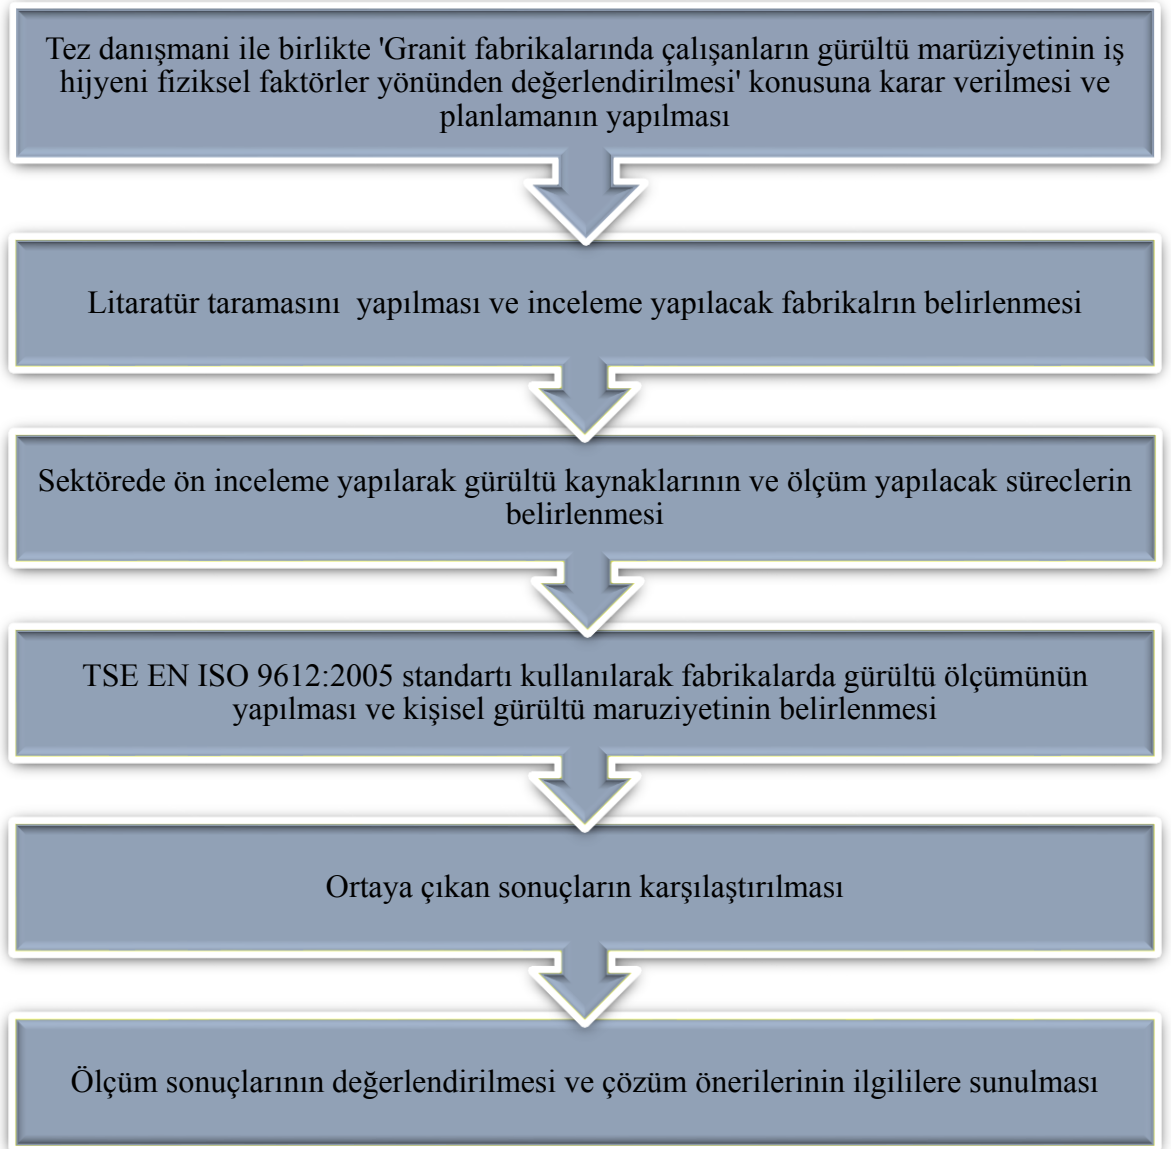 Tez danışmani ile birlikte 'Granit fabrikalarında çalışanların gürültü marüziyetinin iş
hijyeni fiziksel faktörler yönünden değerlendirilmesi' konusuna karar verilmesi ve
planlamanın yapılması
Litaratür taramasını yapılması ve inceleme yapılacak fabrikalrın belirlenmesi
Sektörede ön inceleme yapılarak gürültü kaynaklarının ve ölçüm yapılacak süreclerin
belirlenmesi
TSE EN ISO 9612:2005 standartı kullanılarak fabrikalarda gürültü ölçümünün
yapılması ve kişisel gürültü maruziyetinin belirlenmesi
Ortaya çıkan sonuçların karşılaştırılması
Ölçüm sonuçlarının değerlendirilmesi ve çözüm önerilerinin ilgililere sunulması